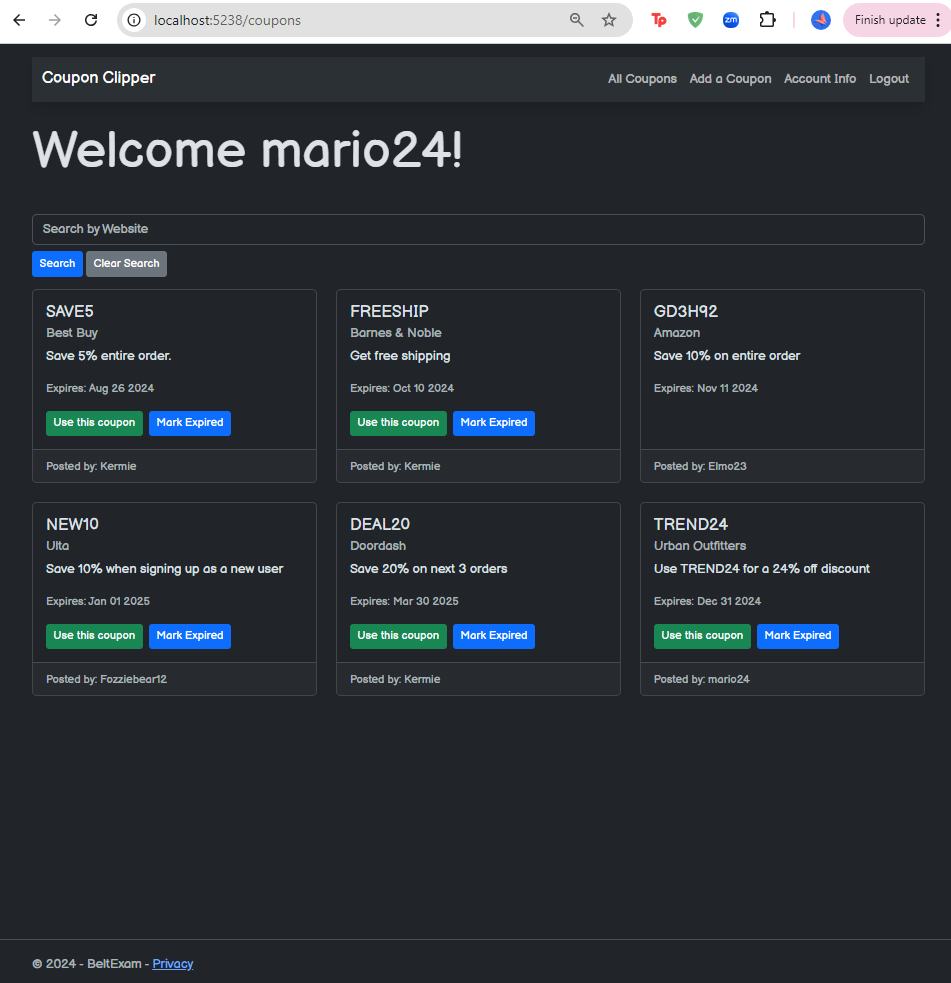 localhost:5238/coupons
Tp
zm
Finish update
Coupon Clipper
All Coupons Add a Coupon Account Info Logout
Welcome mario24!
Search by Website
Search Clear Search
SAVE5
Best Buy
Save 5% entire order.
Expires: Aug 26 2024
Use this coupon Mark Expired
Posted by: Kermie
FREESHIP
Barnes & Noble
Get free shipping
Expires: Oct 10 2024
Use this coupon Mark Expired
Posted by: Kermie
GD3H92
Amazon
Save 10% on entire order
Expires: Nov 11 2024
Posted by: Elmo23
NEW10
Ulta
Save 10% when signing up as a new user
Expires: Jan 01 2025
Use this coupon Mark Expired
Posted by: Fozziebear12
DEAL20
Doordash
Save 20% on next 3 orders
Expires: Mar 30 2025
Use this coupon Mark Expired
Posted by: Kermie
TREND24
Urban Outfitters
Use TREND24 for a 24% off discount
Expires: Dec 31 2024
Use this coupon Mark Expired
Posted by: mario24
© 2024 - BeltExam - Privacy